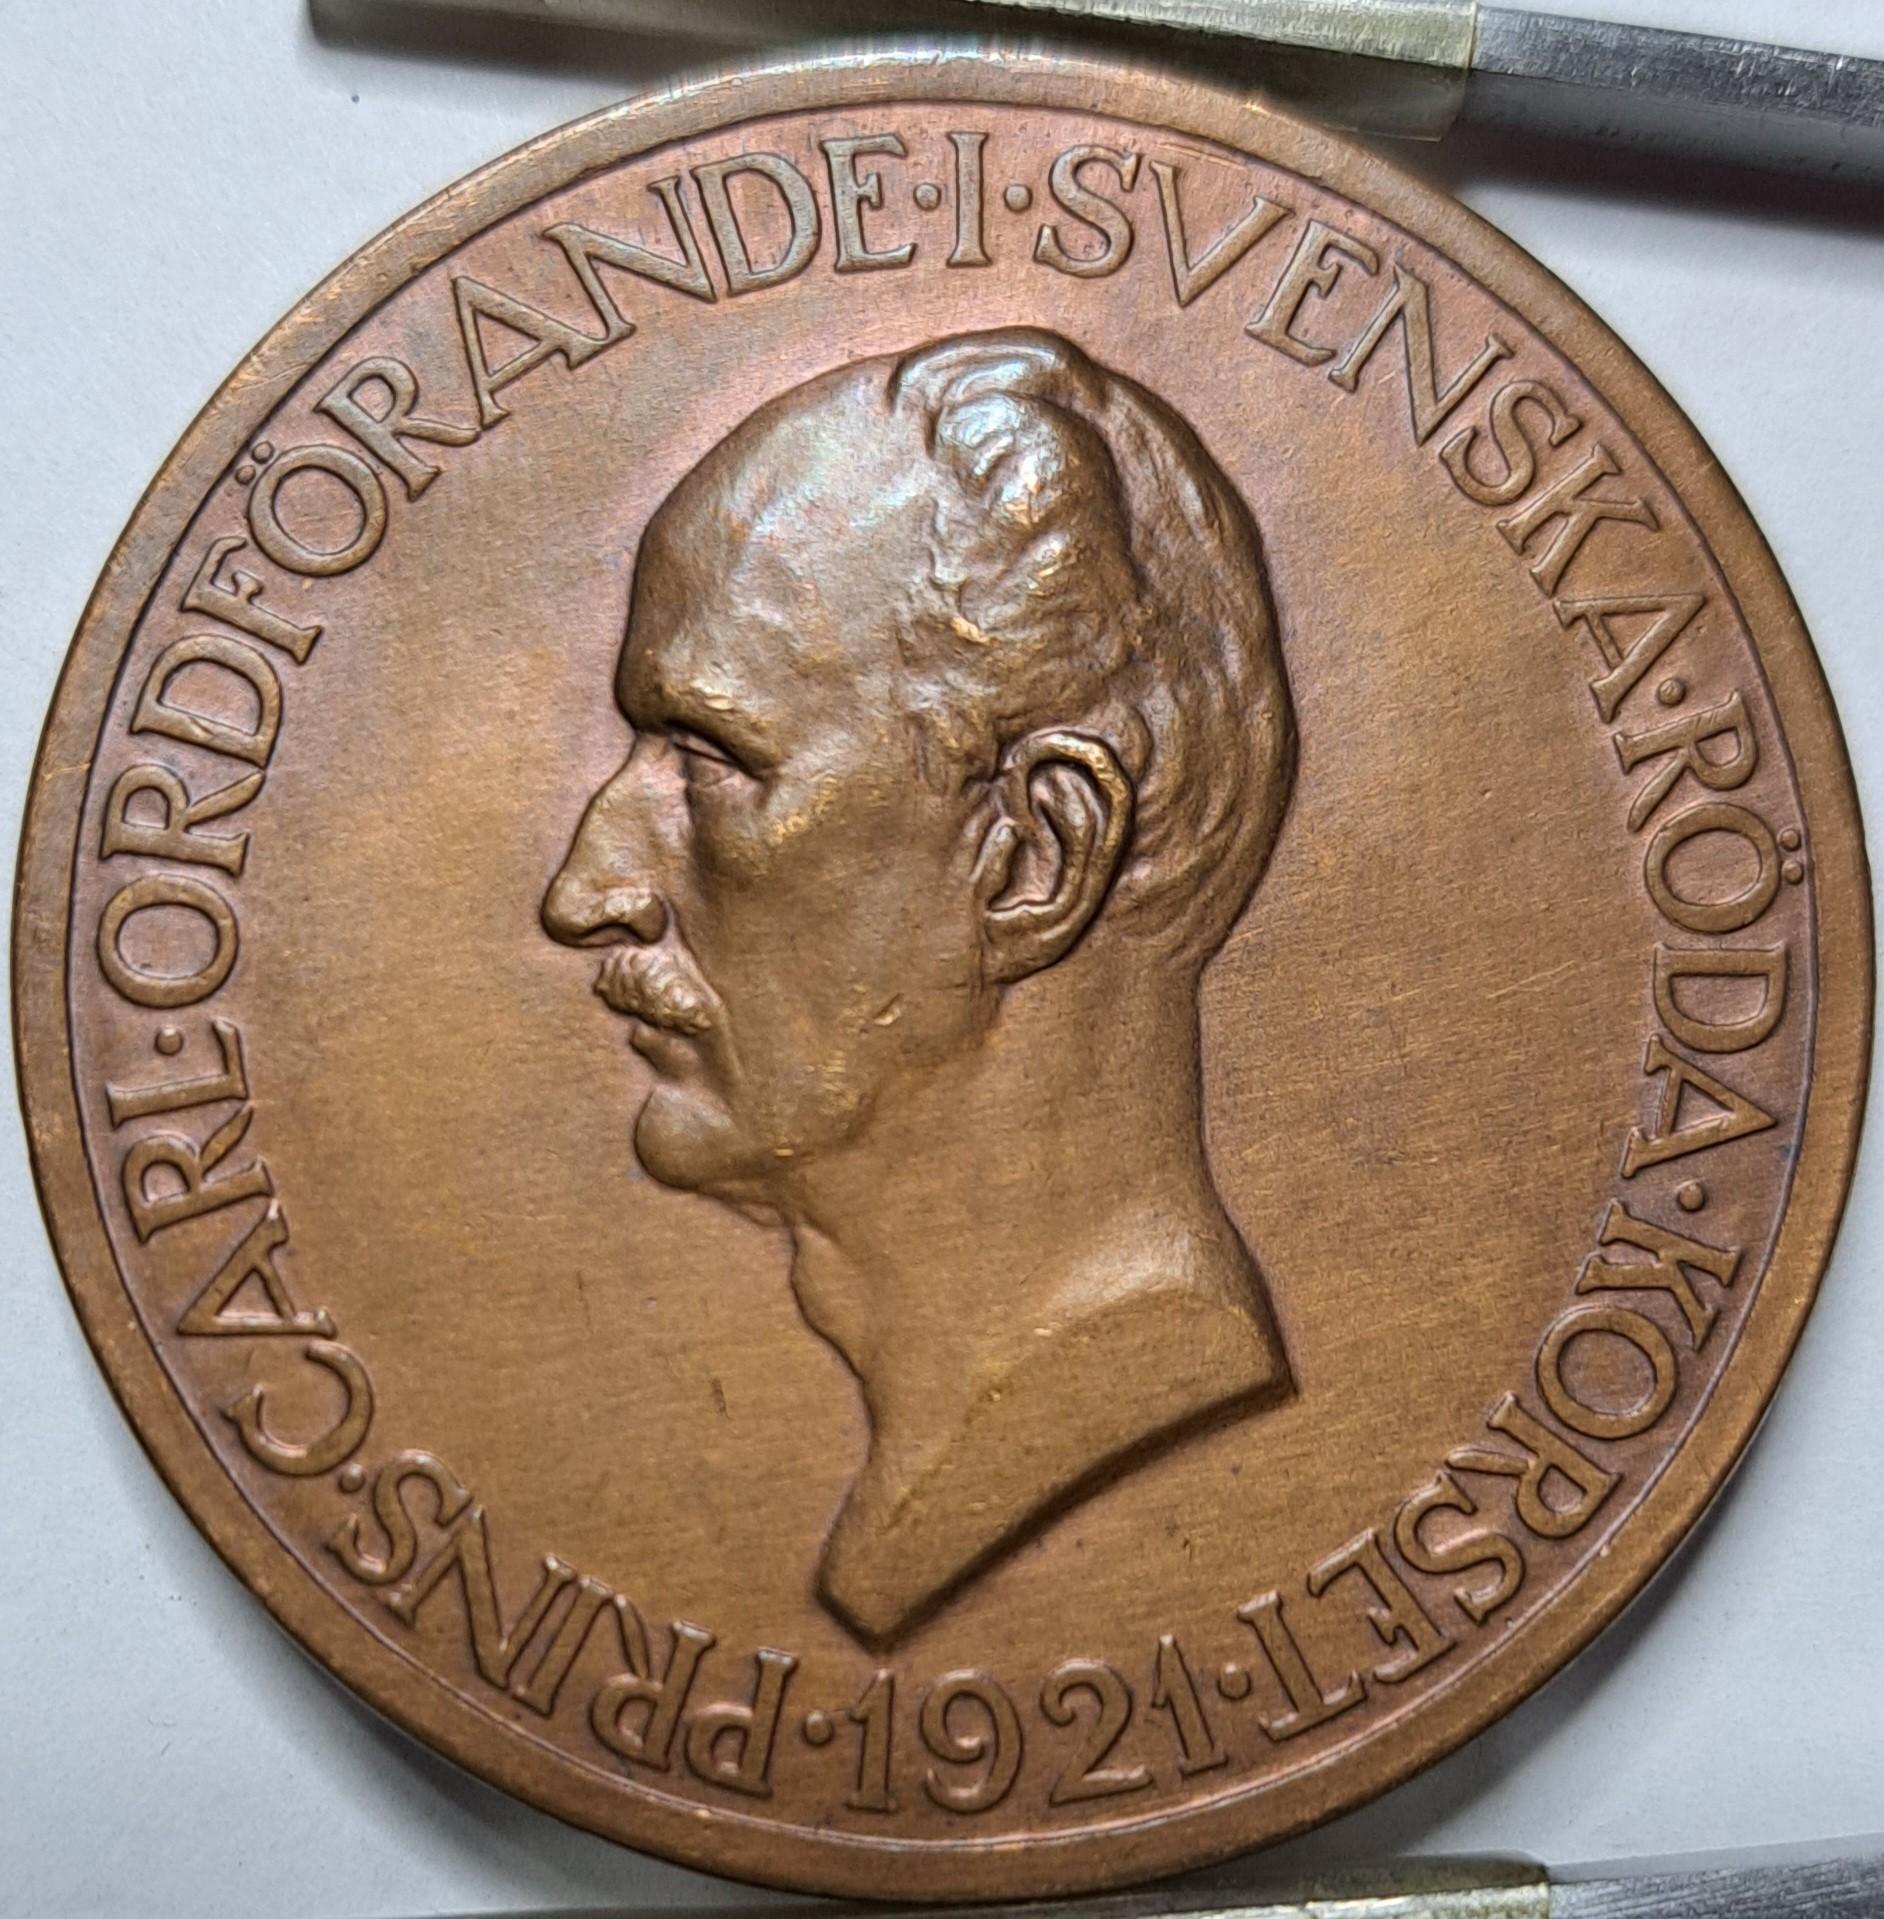 PRINS·CARL·ORDFÖRANDE·I·SVENSKA·RÖDA·KORSET
·1921·